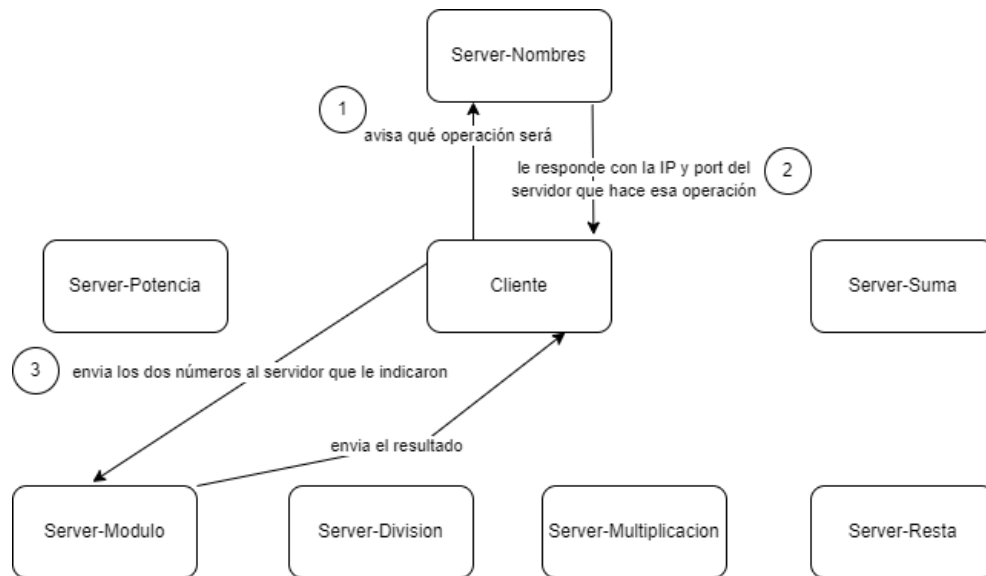 Server-Nombres
1
avisa qué operación será
le responde con la IP y port del
servidor que hace esa operación
2
Server-Potencia
Cliente
Server-Suma
3
envia los dos números al servidor que le indicaron
envia el resultado
Server-Modulo
Server-Division
Server-Multiplicacion
Server-Resta